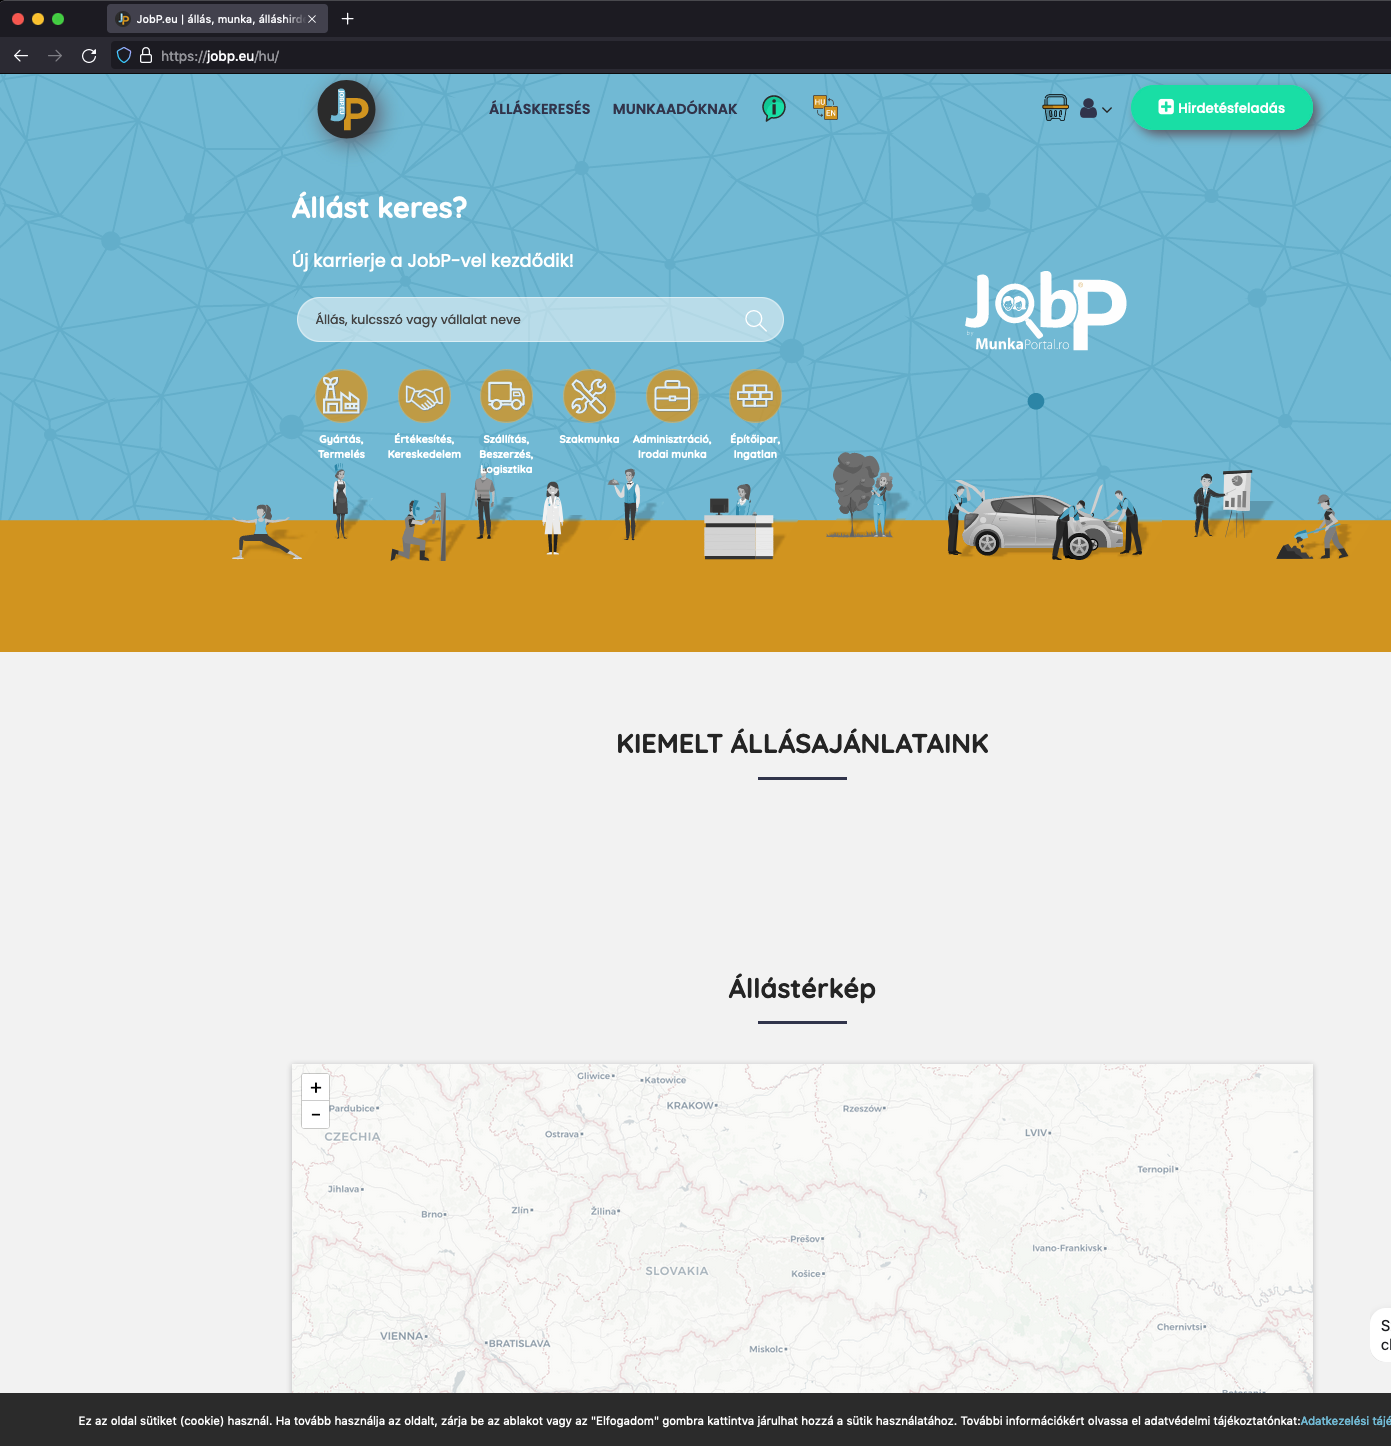 JobP.eu | állás, munka, álláshird
https://jobp.eu/hu/
JOBP.EU
JP
ÁLLÁSKERESÉS
MUNKAADÓKNAK
HU
EN
Hirdetésfeladás
Állást keres?
Új karrierje a JobP-vel kezdődik!
Állás, kulcsszó vagy vállalat neve
JobP
by
MunkaPortal.ro
Gyártás,
Termelés
Értékesítés,
Kereskedelem
Szállítás,
Beszerzés,
Logisztika
Szakmunka
Adminisztráció,
Irodai munka
Építőipar,
Ingatlan
KIEMELT ÁLLÁSAJÁNLATAINK
Állástérkép
+
−
Gliwice
Katowice
KRAKOW
Rzeszów
Pardubice
CZECHIA
Ostrava
LVIV
Ternopil
Jihlava
Brno
Zlín
Žilina
Prešov
Ivano-Frankivsk
SLOVAKIA
Košice
Chernivtsi
VIENNA
BRATISLAVA
Miskolc
S
Ez az oldal sütiket (cookie) használ. Ha tovább használja az oldalt, zárja be az ablakot vagy az "Elfogadom" gombra kattintva járulhat hozzá a sütik használatához. További információkért olvassa el adatvédelmi tájékoztatónkat:Adatkezelési tájé